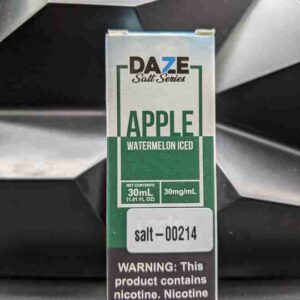 DAZE
Salt Series
APPLE
WATERMELON ICED
NET CONTENTS
30mL
(1.01 FL OZ)
30mg/mL
salt-00214
WARNING: This
product contains
nicotine. Nicotine